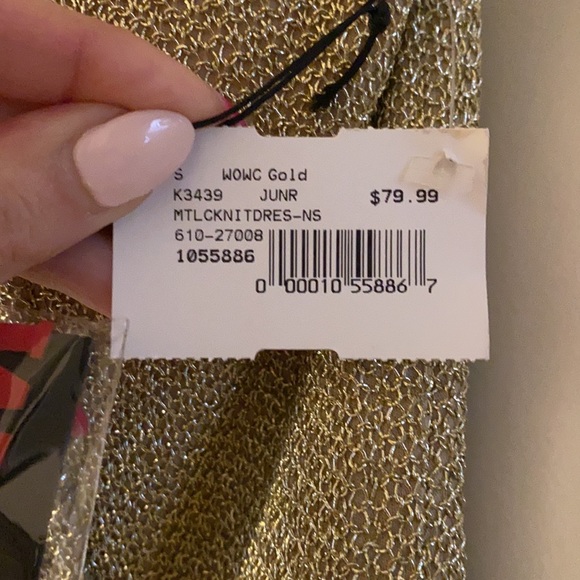 S WOWC Gold
K3439 JUNR $79.99
MTLCKNITDRES-NS
610-27008
1055886
0 00010 55886 7